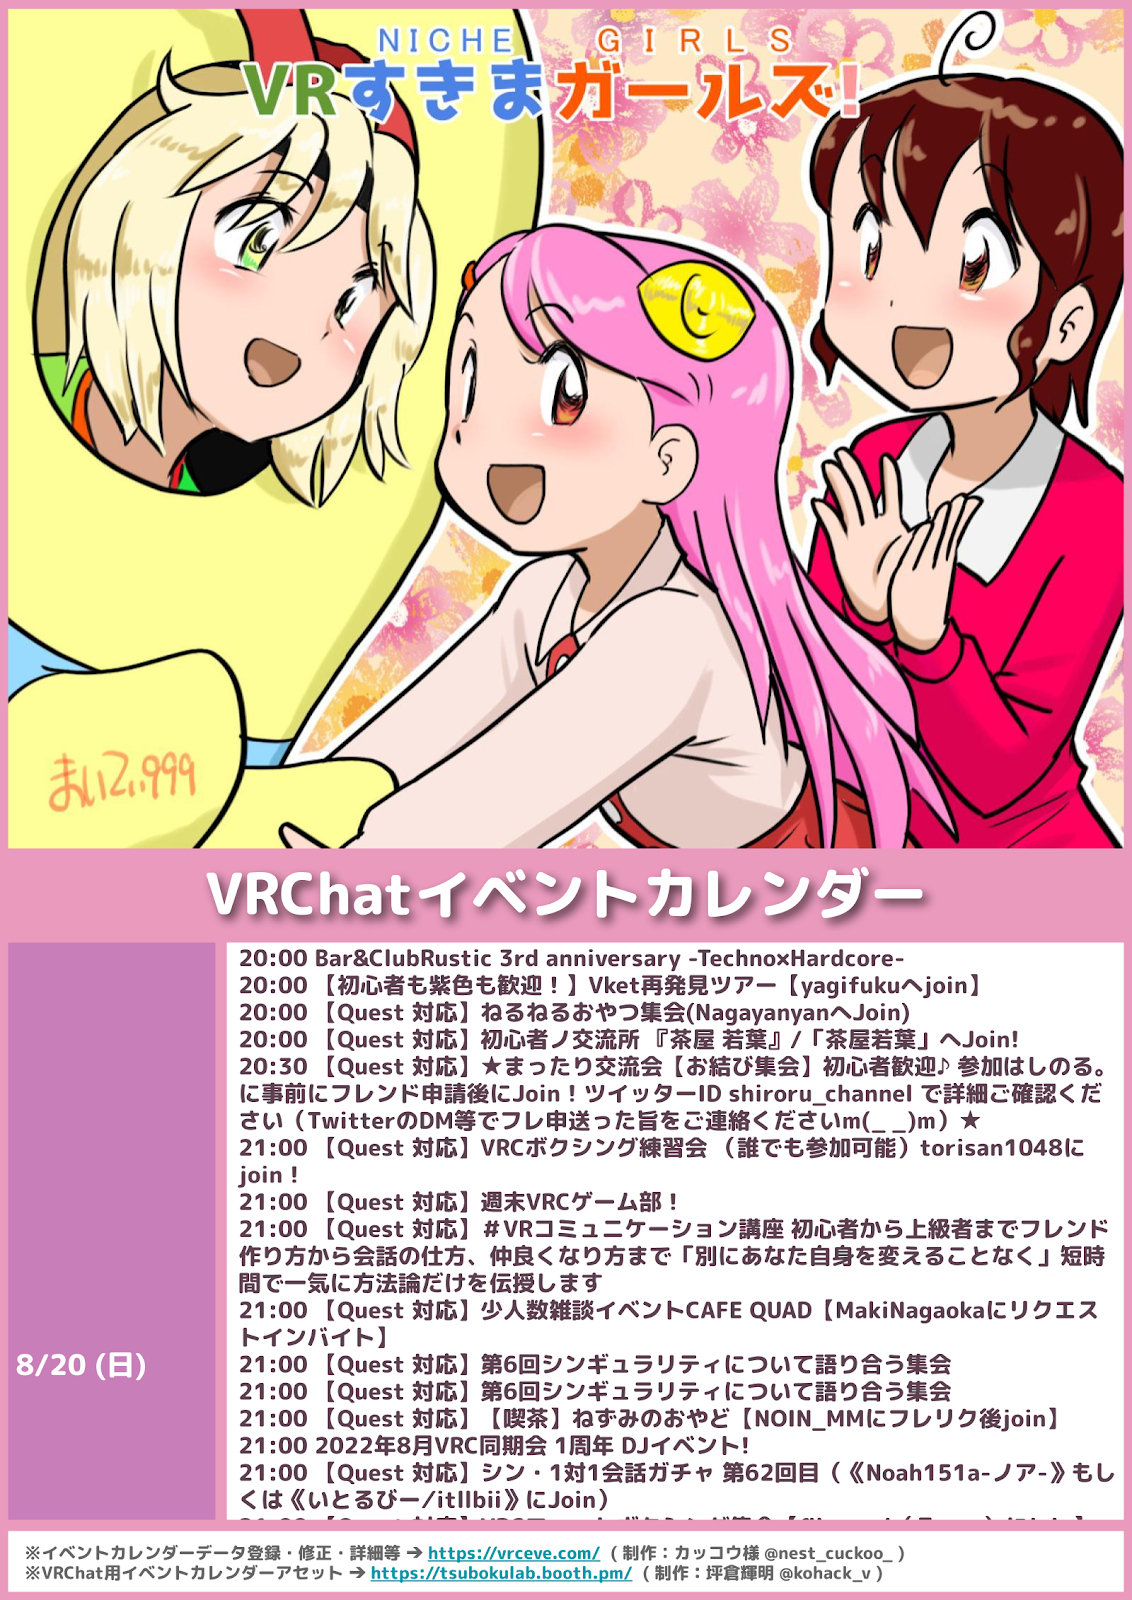 NICHE GIRLS
VRすきまガールズ!
まいてぃ999
VRChatイベントカレンダー
8/20 (日)
20:00 Bar&ClubRustic 3rd anniversary -Techno×Hardcore-
20:00 【初心者も紫色も歓迎！】Vket再発見ツアー【yagifukuへjoin】
20:00 【Quest 対応】ねるねるおやつ集会(NagayanyanへJoin)
20:00 【Quest 対応】初心者ノ交流所 『茶屋 若葉』/「茶屋若葉」へJoin!
20:30 【Quest 対応】★まったり交流会【お結び集会】初心者歓迎♪ 参加はしのる。
に事前にフレンド申請後にJoin！ツイッターID shiroru_channel で詳細ご確認くだ
さい（TwitterのDM等でフレ申送った旨をご連絡くださいm(_ _)m）★
21:00 【Quest 対応】VRCボクシング練習会 （誰でも参加可能）torisan1048に
join！
21:00 【Quest 対応】週末VRCゲーム部！
21:00 【Quest 対応】＃VRコミュニケーション講座 初心者から上級者までフレンド
作り方から会話の仕方、仲良くなり方まで「別にあなた自身を変えることなく」短時
間で一気に方法論だけを伝授します
21:00 【Quest 対応】少人数雑談イベントCAFE QUAD【MakiNagaokaにリクエス
トインバイト】
21:00 【Quest 対応】第6回シンギュラリティについて語り合う集会
21:00 【Quest 対応】第6回シンギュラリティについて語り合う集会
21:00 【Quest 対応】【喫茶】ねずみのおやど【NOIN_MMにフレリク後join】
21:00 2022年8月VRC同期会 1周年 DJイベント!
21:00 【Quest 対応】シン・1対1会話ガチャ 第62回目（《Noah151a-ノア-》もし
くは《いとるびー/itllbii》にJoin）
※イベントカレンダーデータ登録・修正・詳細等 ➔ https://vrceve.com/ ( 制作：カッコウ様 @nest_cuckoo_ )
※VRChat用イベントカレンダーアセット ➔ https://tsubokulab.booth.pm/ ( 制作：坪倉輝明 @kohack_v )